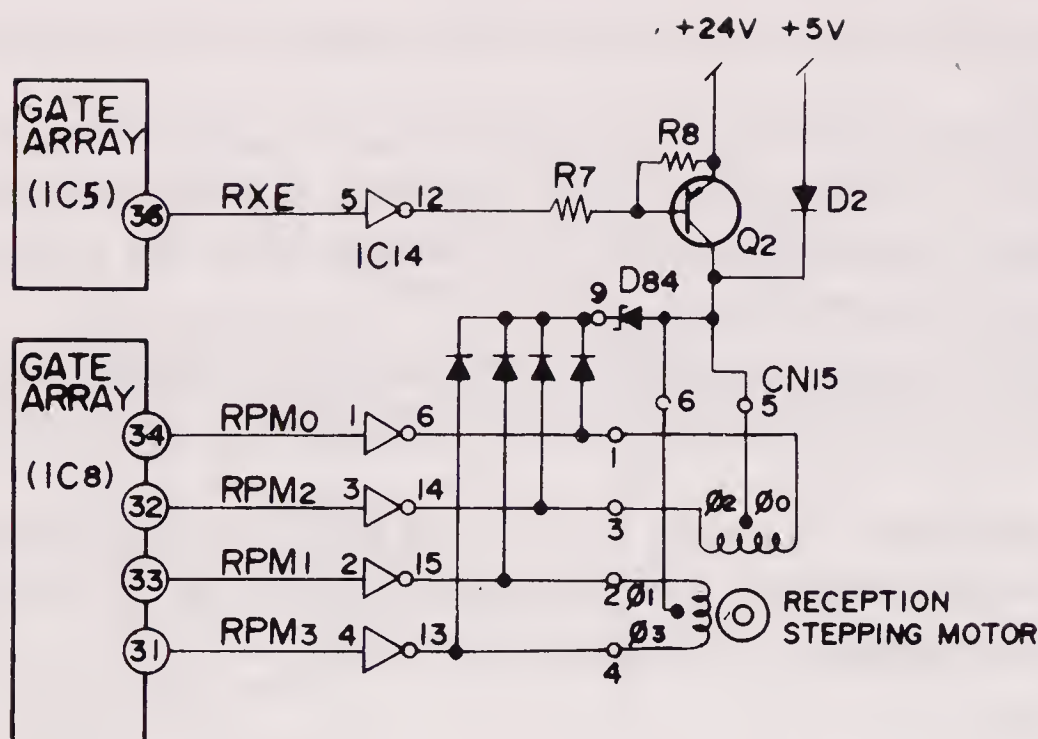 +24V +5V
GATE ARRAY
(IC5)
36
RXE
5
12
IC14
R7
R8
Q2
D2
9
D84
GATE ARRAY
(IC8)
34
RPM0
1
6
1
6
CN15
5
32
RPM2
3
14
3
Ø2
Ø0
33
RPM1
2
15
2
Ø1
31
RPM3
4
13
4
Ø3
RECEPTION
STEPPING MOTOR